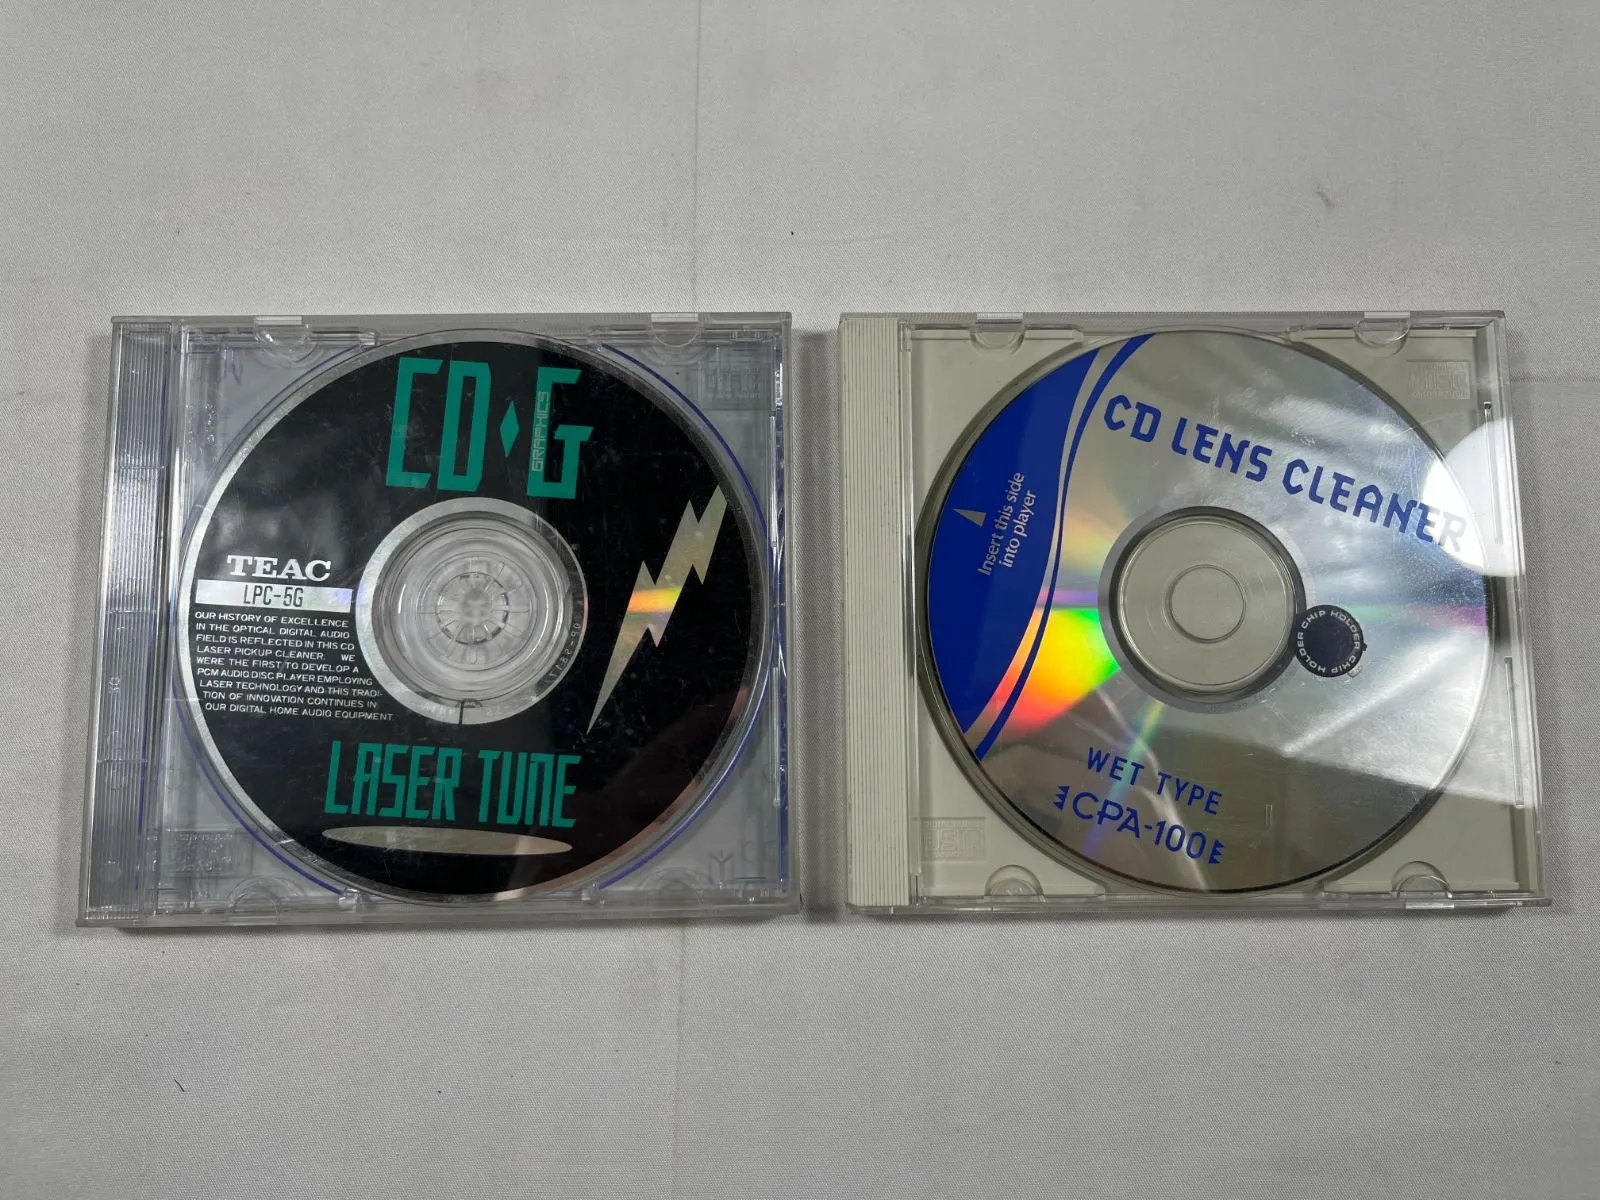 CD♦G
GRAPHICS
TEAC
LPC-5G
OUR HISTORY OF EXCELLENCE
IN THE OPTICAL DIGITAL AUDIO
FIELD IS REFLECTED IN THIS CD
LASER PICKUP CLEANER. WE
WERE THE FIRST TO DEVELOP A
PCM AUDIO DISC PLAYER EMPLOYING
LASER TECHNOLOGY AND THIS TRADI-
TION OF INNOVATION CONTINUES IN
OUR DIGITAL HOME AUDIO EQUIPMENT.
LASER TUNE
CD LENS CLEANER
Insert this side
into player
CHIP HOLDER CHIP HOLDER
WET TYPE
CPA-100